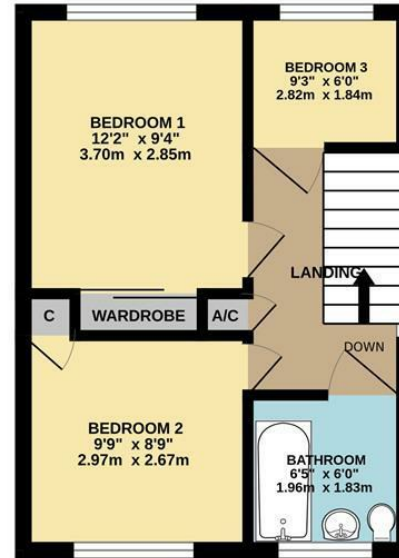 BEDROOM 1
12'2" x 9'4"
3.70m x 2.85m
BEDROOM 3
9'3" x 6'0"
2.82m x 1.84m
LANDING
C
WARDROBE
A/C
DOWN
BEDROOM 2
9'9" x 8'9"
2.97m x 2.67m
BATHROOM
6'5" x 6'0"
1.96m x 1.83m